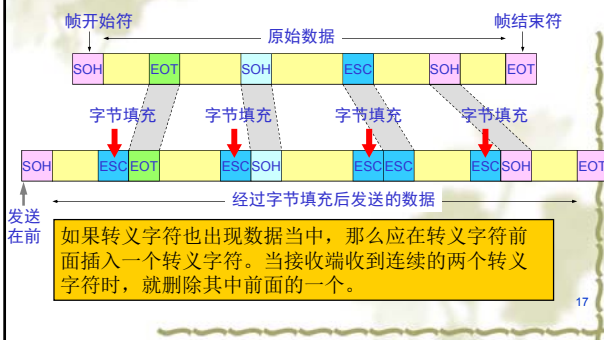 帧开始符
帧结束符
原始数据
SOH EOT SOH ESC SOH EOT
字节填充 字节填充 字节填充 字节填充
SOH ESC EOT ESC SOH ESC ESC ESC SOH EOT
经过字节填充后发送的数据
发送
在前
如果转义字符也出现数据当中，那么应在转义字符前
面插入一个转义字符。当接收端收到连续的两个转义
字符时，就删除其中前面的一个。
17